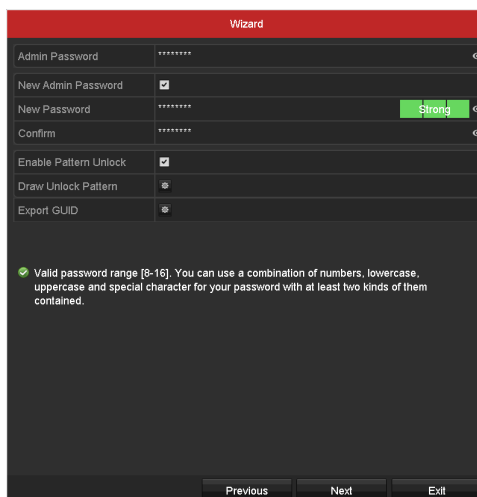 Wizard
Admin Password ********
New Admin Password
New Password ******** Strong
Confirm ********
Enable Pattern Unlock
Draw Unlock Pattern
Export GUID
Valid password range [8-16]. You can use a combination of numbers, lowercase,
uppercase and special character for your password with at least two kinds of them
contained.
Previous Next Exit